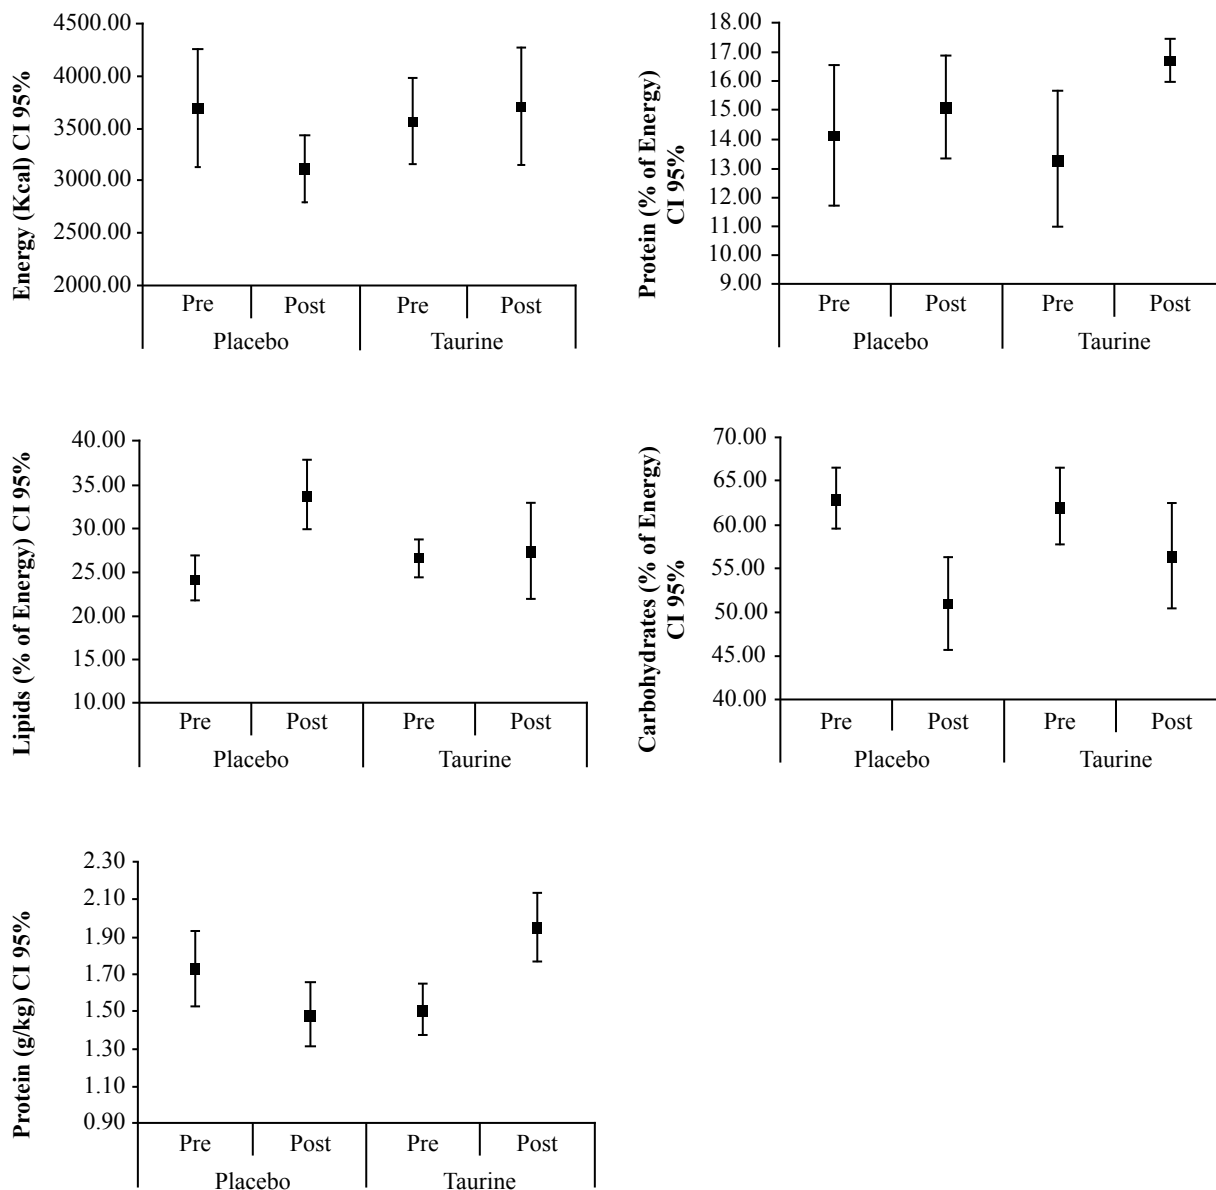 Energy (Kcal) CI 95%
4500.00
4000.00
3500.00
3000.00
2500.00
2000.00
Pre Post Pre Post
Placebo Taurine
Protein (% of Energy)
CI 95%
18.00
17.00
16.00
15.00
14.00
13.00
12.00
11.00
10.00
9.00
Pre Post Pre Post
Placebo Taurine
Lipids (% of Energy) CI 95%
40.00
35.00
30.00
25.00
20.00
15.00
10.00
Pre Post Pre Post
Placebo Taurine
Carbohydrates (% of Energy)
CI 95%
70.00
65.00
60.00
55.00
50.00
45.00
40.00
Pre Post Pre Post
Placebo Taurine
Protein (g/kg) CI 95%
2.30
2.10
1.90
1.70
1.50
1.30
1.10
0.90
Pre Post Pre Post
Placebo Taurine